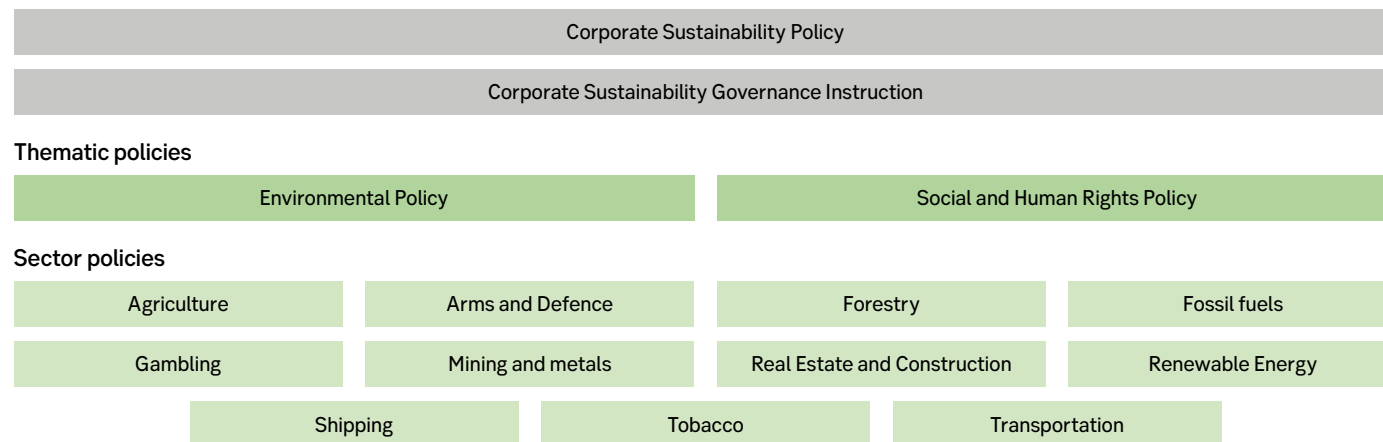 Corporate Sustainability Policy
Corporate Sustainability Governance Instruction
Thematic policies
Environmental Policy
Social and Human Rights Policy
Sector policies
Agriculture
Arms and Defence
Forestry
Fossil fuels
Gambling
Mining and metals
Real Estate and Construction
Renewable Energy
Shipping
Tobacco
Transportation